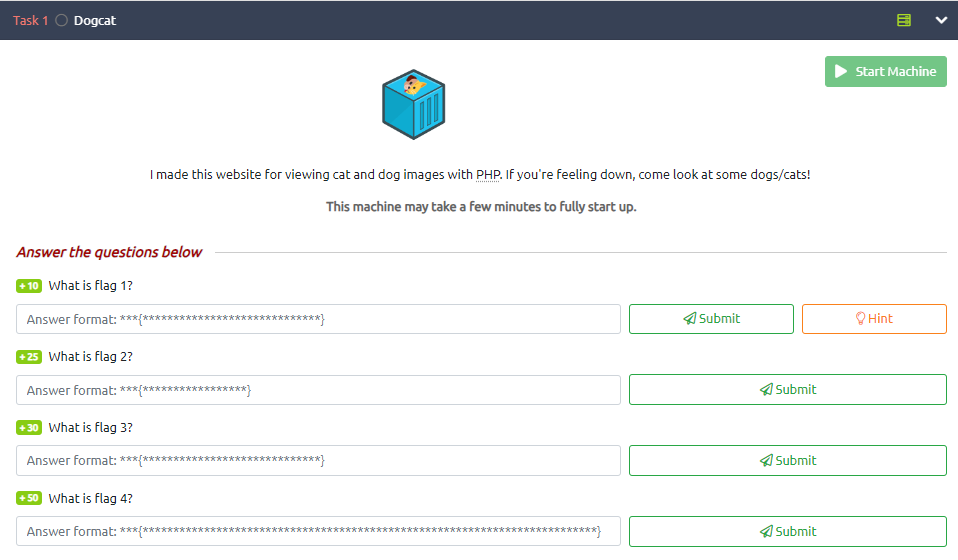 Task 1 Dogcat
Start Machine
I made this website for viewing cat and dog images with PHP. If you're feeling down, come look at some dogs/cats!
This machine may take a few minutes to fully start up.
Answer the questions below
+10 What is flag 1?
Answer format: ***{*****************************} Submit Hint
+25 What is flag 2?
Answer format: ***{*****************} Submit
+30 What is flag 3?
Answer format: ***{*****************************} Submit
+50 What is flag 4?
Answer format: ***{**************************************************************************} Submit